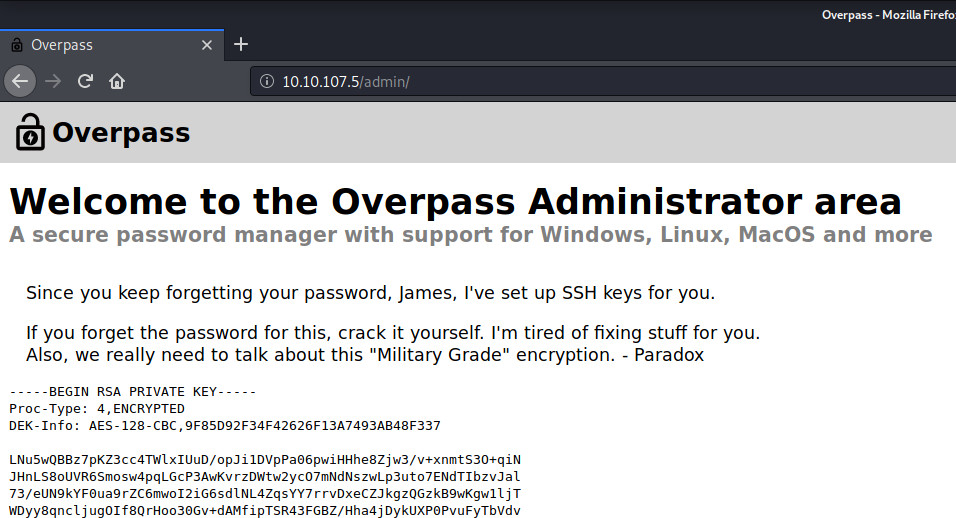 Overpass - Mozilla Firefo
Overpass
10.10.107.5/admin/
Overpass
Welcome to the Overpass Administrator area
A secure password manager with support for Windows, Linux, MacOS and more
Since you keep forgetting your password, James, I've set up SSH keys for you.
If you forget the password for this, crack it yourself. I'm tired of fixing stuff for you.
Also, we really need to talk about this "Military Grade" encryption. - Paradox
-----BEGIN RSA PRIVATE KEY-----
Proc-Type: 4,ENCRYPTED
DEK-Info: AES-128-CBC,9F85D92F34F42626F13A7493AB48F337
LNu5wQBBz7pKZ3cc4TWlxIUuD/opJi1DVpPa06pwiHHhe8Zjw3/v+xnmtS3O+qiN
JHnLS8oUVR6Smosw4pqLGcP3AwKvrzDWtw2ycO7mNdNszwLp3uto7ENdTIbzvJal
73/eUN9kYF0ua9rZC6mwoI2iG6sdlNL4ZqsYY7rrvDxeCZJkgzQGzkB9wKgw1ljT
WDyy8qncljugOIf8QrHoo30Gv+dAMfipTSR43FGBZ/Hha4jDykUXP0PvuFyTbVdv